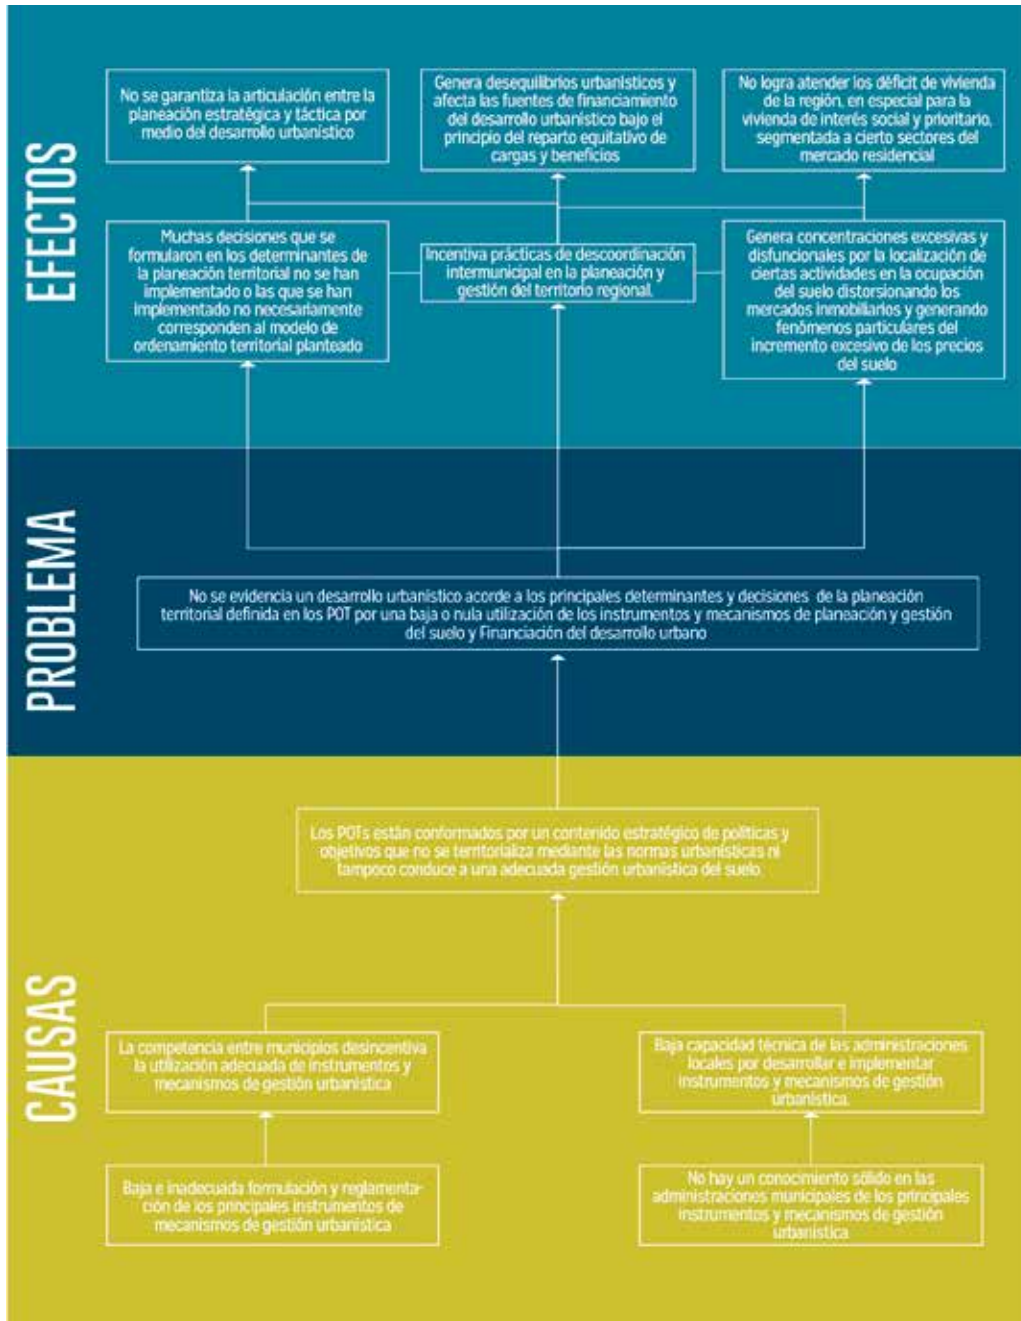 EFECTOS
No se garantiza la articulación entre la
planeación estratégica y táctica por
medio del desarrollo urbanístico
Genera desequilibrios urbanísticos y
afecta las fuentes de financiamiento
del desarrollo urbanístico bajo el
principio del reparto equitativo de
cargas y beneficios
No logra atender los déficit de vivienda
de la región, en especial para la
vivienda de interés social y prioritario,
segmentada a cierto sectores del
mercado residencial
Muchas decisiones que se
formularon en los determinantes de
la planeación territorial no se han
implementado o las que se han
implementado no necesariamente
corresponden al modelo de
ordenamiento territorial planteado
Incentiva prácticas de descoordinación
intermunicipal en la planeación y
gestión del territorio regional.
Genera concentraciones excesivas y
disfuncionales por la localización de
ciertas actividades en la ocupación
del suelo distorsionando los
mercados inmobiliarios y generando
fenómenos particulares del
incremento excesivo de los precios
del suelo
PROBLEMA
No se evidencia un desarrollo urbanístico acorde a los principales determinantes y decisiones de la planeación
territorial definida en los POT por una baja o nula utilización de los instrumentos y mecanismos de planeación y gestión
del suelo y Financiación del desarrollo urbano
CAUSAS
Los POTs están conformados por un contenido estratégico de políticas y
objetivos que no se territorializa mediante las normas urbanísticas ni
tampoco conduce a una adecuada gestión urbanística del suelo
La competencia entre municipios desincentiva
la utilización adecuada de instrumentos y
mecanismos de gestión urbanística
Baja capacidad técnica de las administraciones
locales por desarrollar e implementar
instrumentos y mecanismos de gestión
urbanística.
Baja e inadecuada formulación y reglamenta-
ción de los principales instrumentos de
mecanismos de gestión urbanística
No hay un conocimiento sólido en las
administraciones municipales de los principales
instrumentos y mecanismos de gestión
urbanística